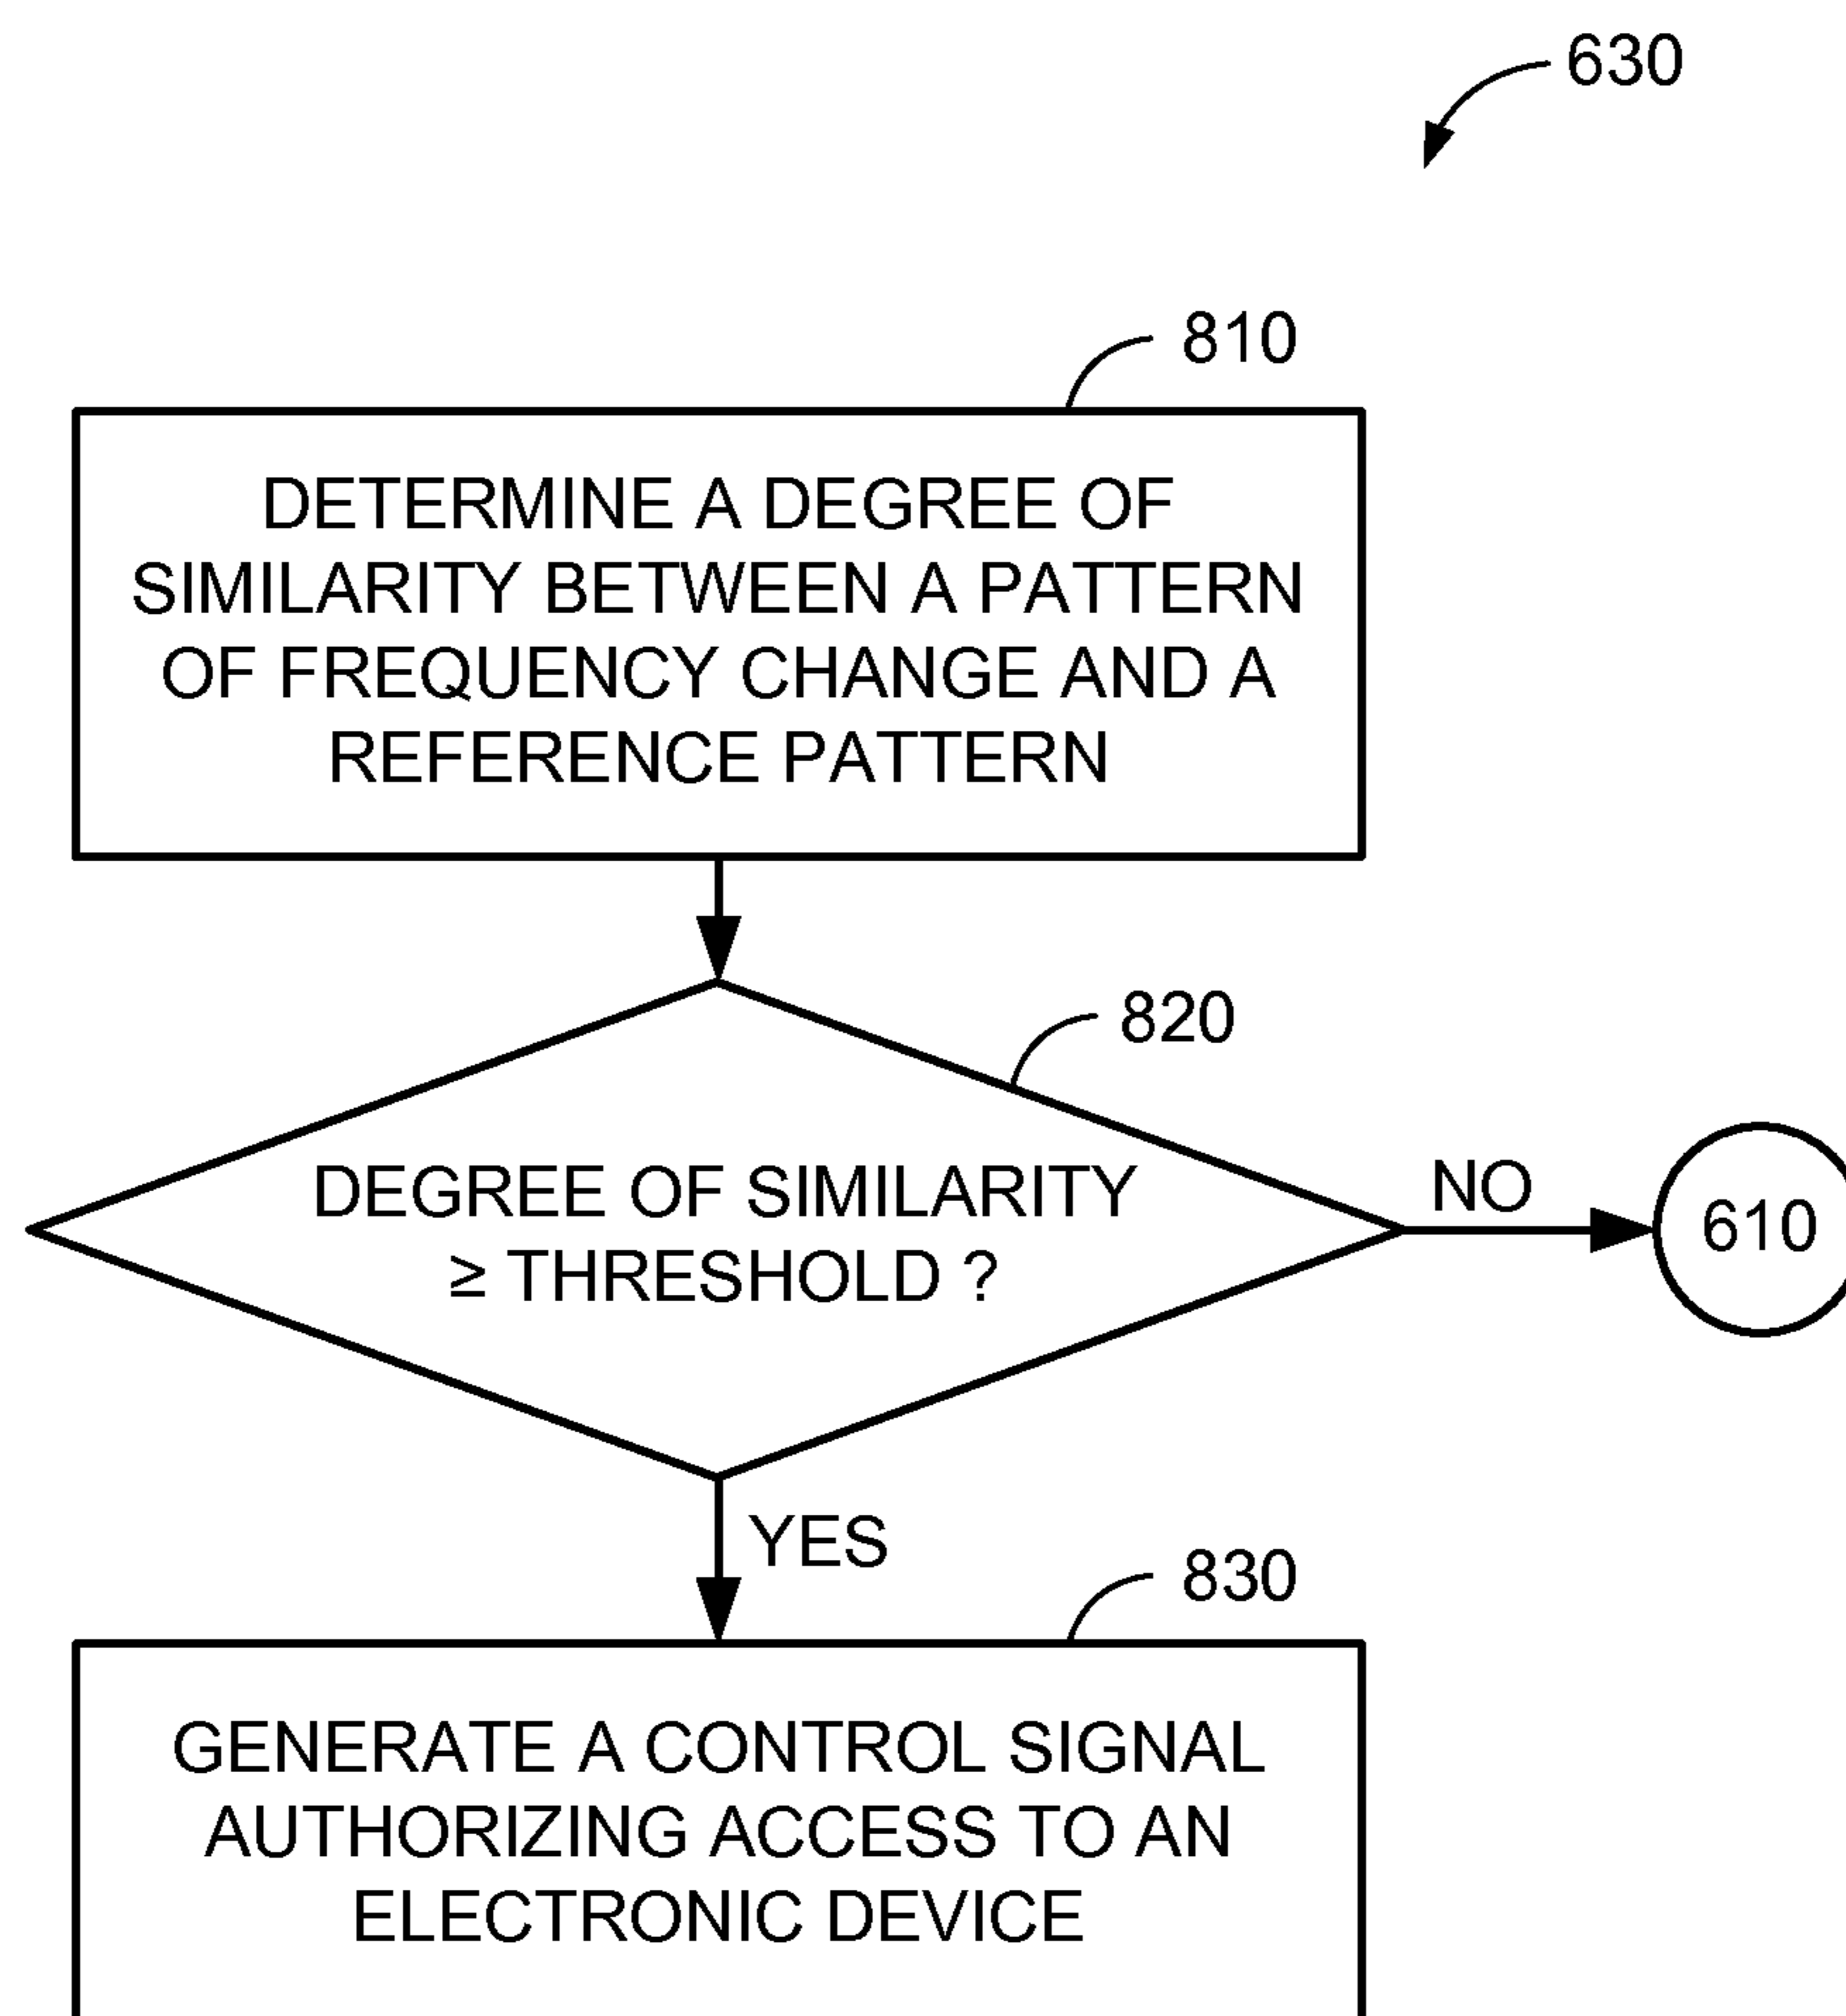 630
810
DETERMINE A DEGREE OF
SIMILARITY BETWEEN A PATTERN
OF FREQUENCY CHANGE AND A
REFERENCE PATTERN
820
DEGREE OF SIMILARITY
≥ THRESHOLD ?
NO
610
YES
830
GENERATE A CONTROL SIGNAL
AUTHORIZING ACCESS TO AN
ELECTRONIC DEVICE